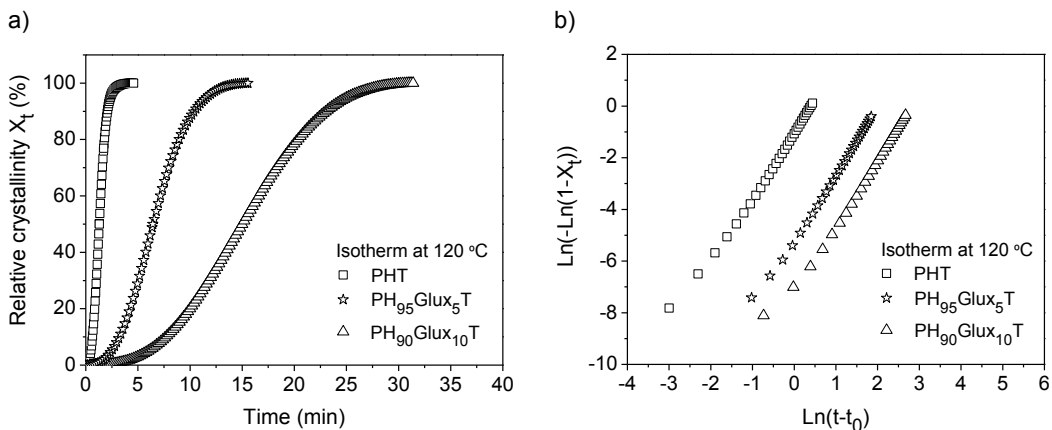 a)
Relative crystallinity X_t (%)
100
80
60
40
20
0
Isotherm at 120 °C
PHT
PH₉₅Glux₅T
PH₉₀Glux₁₀T
0 5 10 15 20 25 30 35 40
Time (min)
b)
Ln(-Ln(1-X_t))
2
0
-2
-4
-6
-8
-10
Isotherm at 120 °C
PHT
PH₉₅Glux₅T
PH₉₀Glux₁₀T
-4 -3 -2 -1 0 1 2 3 4 5 6
Ln(t-t₀)